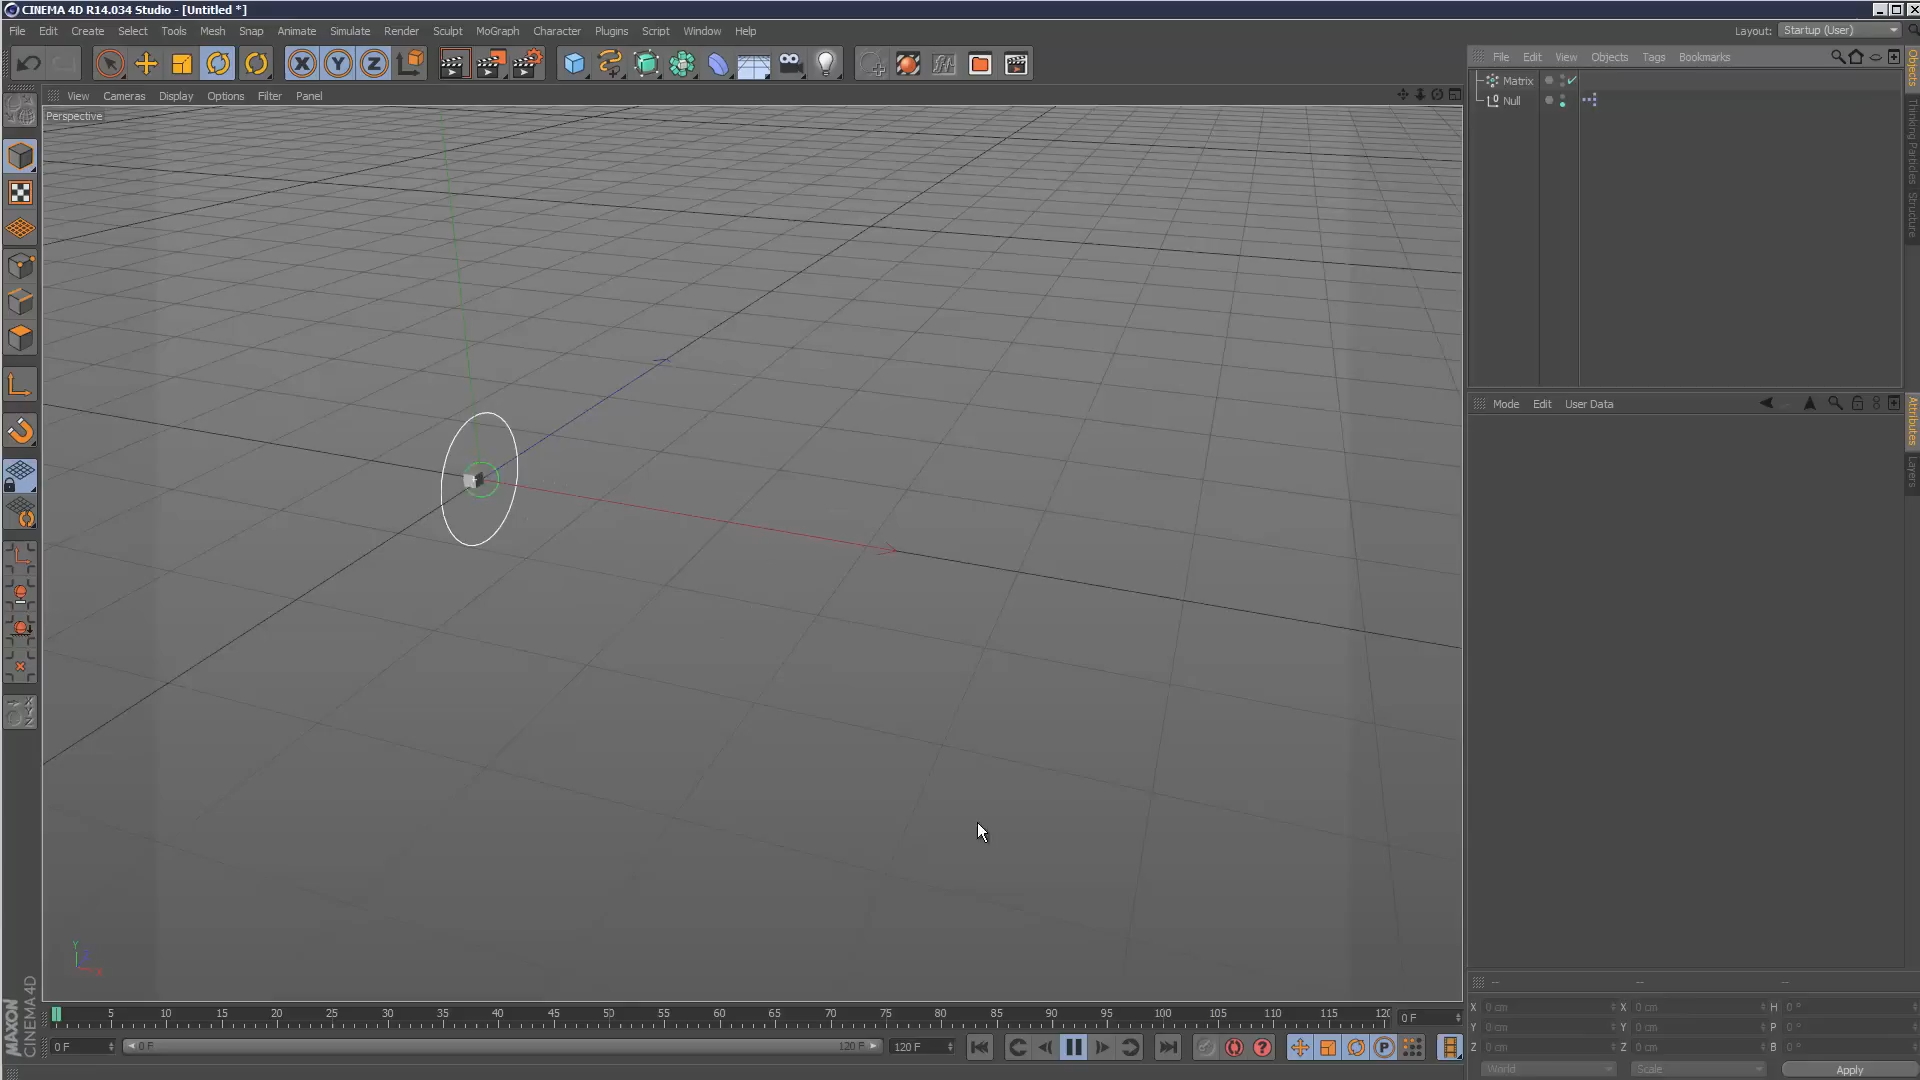 CINEMA 4D R14.034 Studio - [Untitled *]
File Edit Create Select Tools Mesh Snap Animate Simulate Render Sculpt MoGraph Character Plugins Script Window Help
Layout: Startup (User)
X Y Z
File Edit View Objects Tags Bookmarks
Objects
Thinking Particles
Structure
Matrix
0 Null
View Cameras Display Options Filter Panel
Perspective
Mode Edit User Data
Attributes
Layers
X
Y
Z
Y
X
MAXON
CINEMA 4D
5 10 15 20 25 30 35 40 45 50 55 60 65 70 75 80 85 90 95 100 105 110 115 120
0 F
0 F
0 F 120 F
120 F
?
P
-- -- --
X 0 cm X 0 cm H 0 °
Y 0 cm Y 0 cm P 0 °
Z 0 cm Z 0 cm B 0 °
World Scale Apply